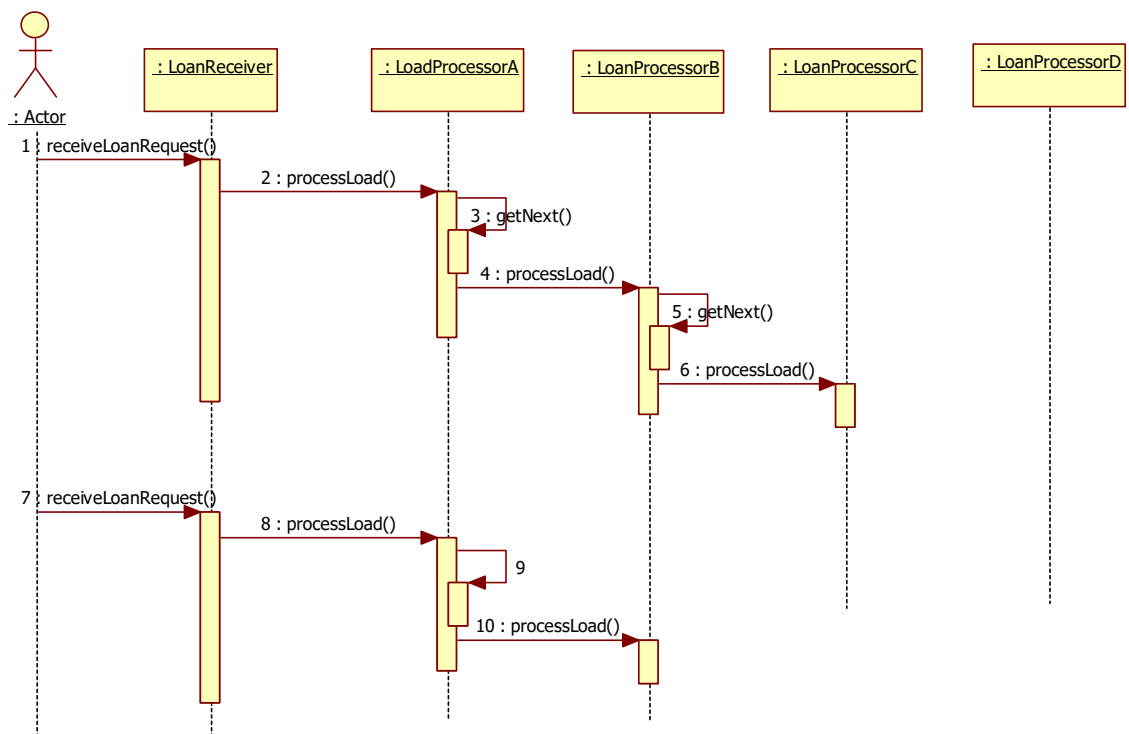 : LoanReceiver
: LoadProcessorA
: LoanProcessorB
: LoanProcessorC
: LoanProcessorD
: Actor
1 : receiveLoanRequest()
2 : processLoad()
3 : getNext()
4 : processLoad()
5 : getNext()
6 : processLoad()
7 : receiveLoanRequest()
8 : processLoad()
9
10 : processLoad()